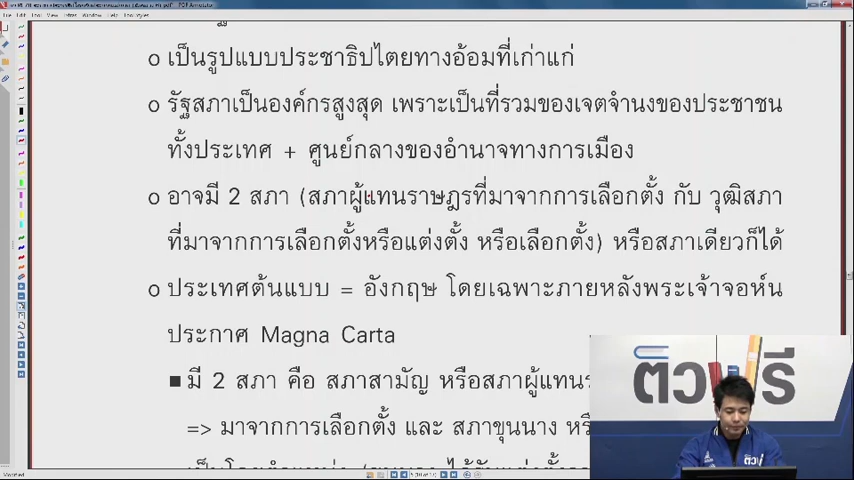 เป็นรูปแบบประชาธิปไตยทางอ้อมที่เก่าแก่
รัฐสภาเป็นองค์กรสูงสุด เพราะเป็นที่รวมของเจตจำนงของประชาชน
ทั้งประเทศ + ศูนย์กลางของอำนาจทางการเมือง
อาจมี 2 สภา (สภาผู้แทนราษฎรที่มาจากการเลือกตั้ง กับ วุฒิสภา
ที่มาจากการเลือกตั้งหรือแต่งตั้ง หรือเลือกตั้ง) หรือสภาเดียวก็ได้
ประเทศต้นแบบ = อังกฤษ โดยเฉพาะภายหลังพระเจ้าจอห์น
ประกาศ Magna Carta
มี 2 สภา คือ สภาสามัญ หรือสภาผู้แทน
=> มาจากการเลือกตั้ง และ สภาขุนนาง
ติวฟรี
ติว